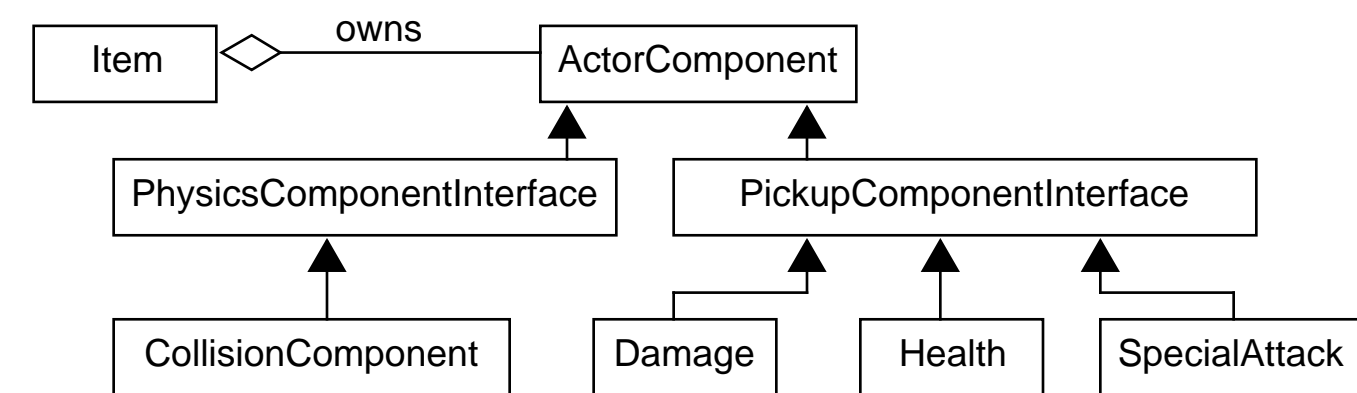 owns
Item
ActorComponent
PhysicsComponentInterface
PickupComponentInterface
CollisionComponent
Damage
Health
SpecialAttack